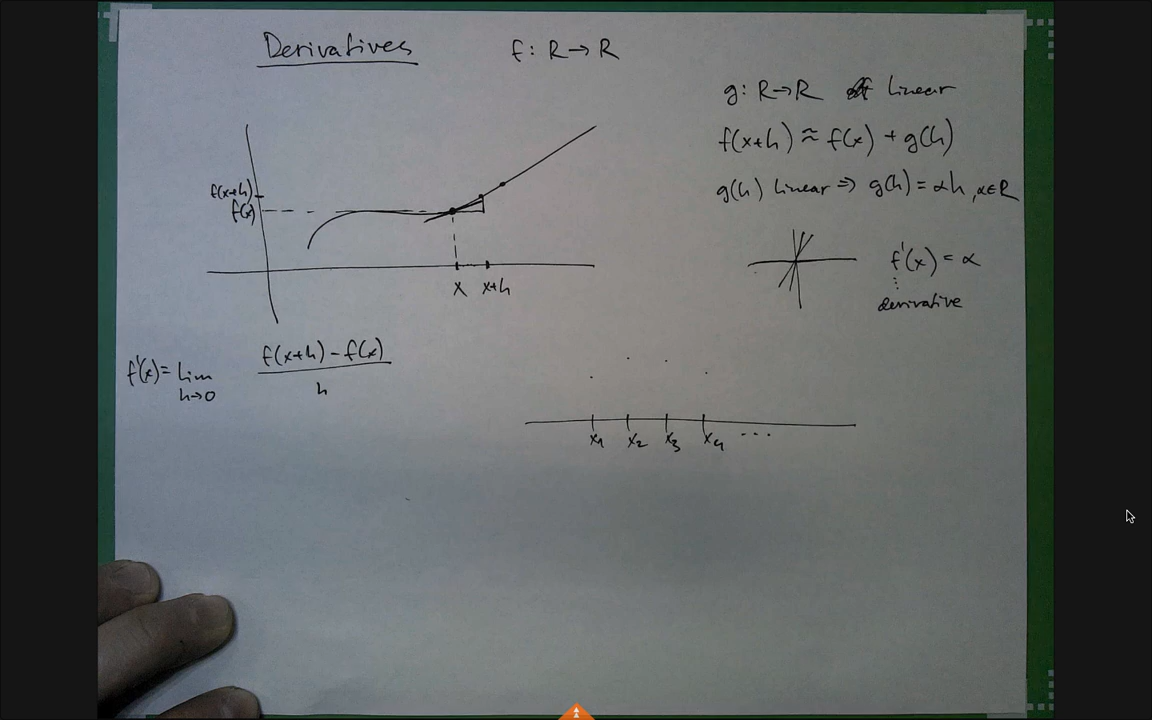 Derivatives
f: R → R
g: R → R linear
f(x+h) ≈ f(x) + g(h)
g(h) linear ⇒ g(h) = αh, α∈R
f(x+h)
f(x)
x
x+h
f'(x) = α
derivative
f'(x) = lim h→0 f(x+h) - f(x) / h
x1 x2 x3 x4 ...